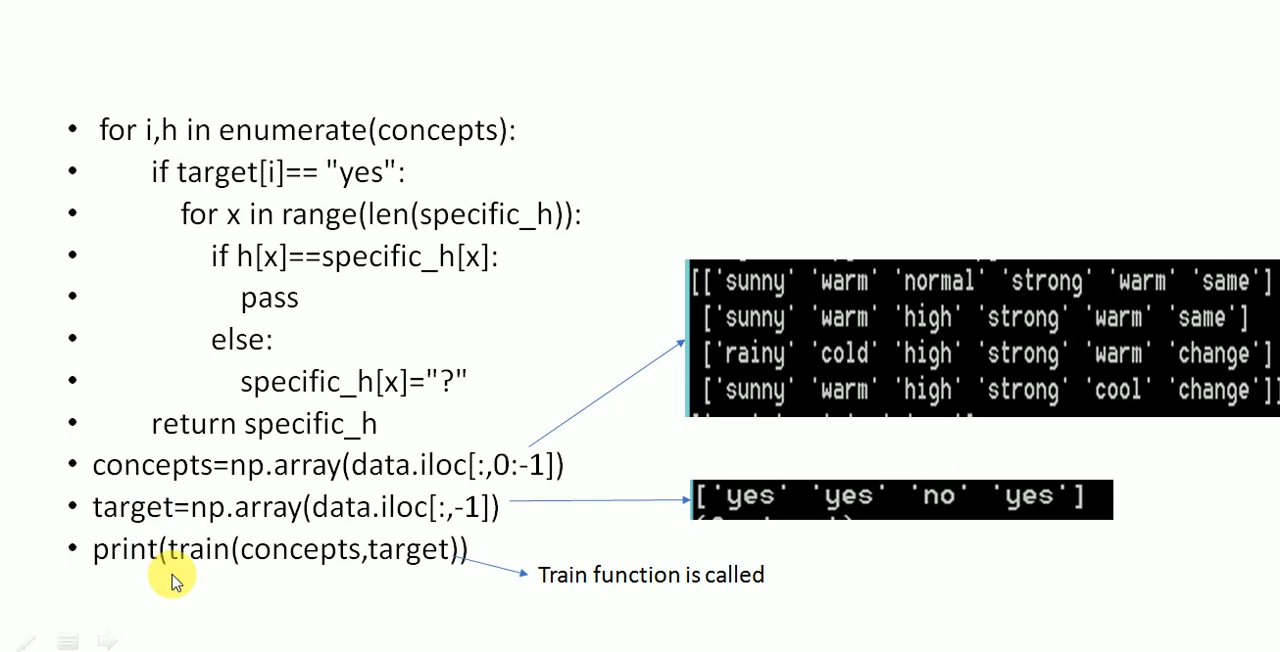 for i,h in enumerate(concepts):
if target[i]== "yes":
for x in range(len(specific_h)):
if h[x]==specific_h[x]:
pass
else:
specific_h[x]="?"
return specific_h
concepts=np.array(data.iloc[:,0:-1])
target=np.array(data.iloc[:,-1])
print(train(concepts,target))
[['sunny' 'warm' 'normal' 'strong' 'warm' 'same']
['sunny' 'warm' 'high' 'strong' 'warm' 'same']
['rainy' 'cold' 'high' 'strong' 'warm' 'change']
['sunny' 'warm' 'high' 'strong' 'cool' 'change']]
['yes' 'yes' 'no' 'yes']
Train function is called